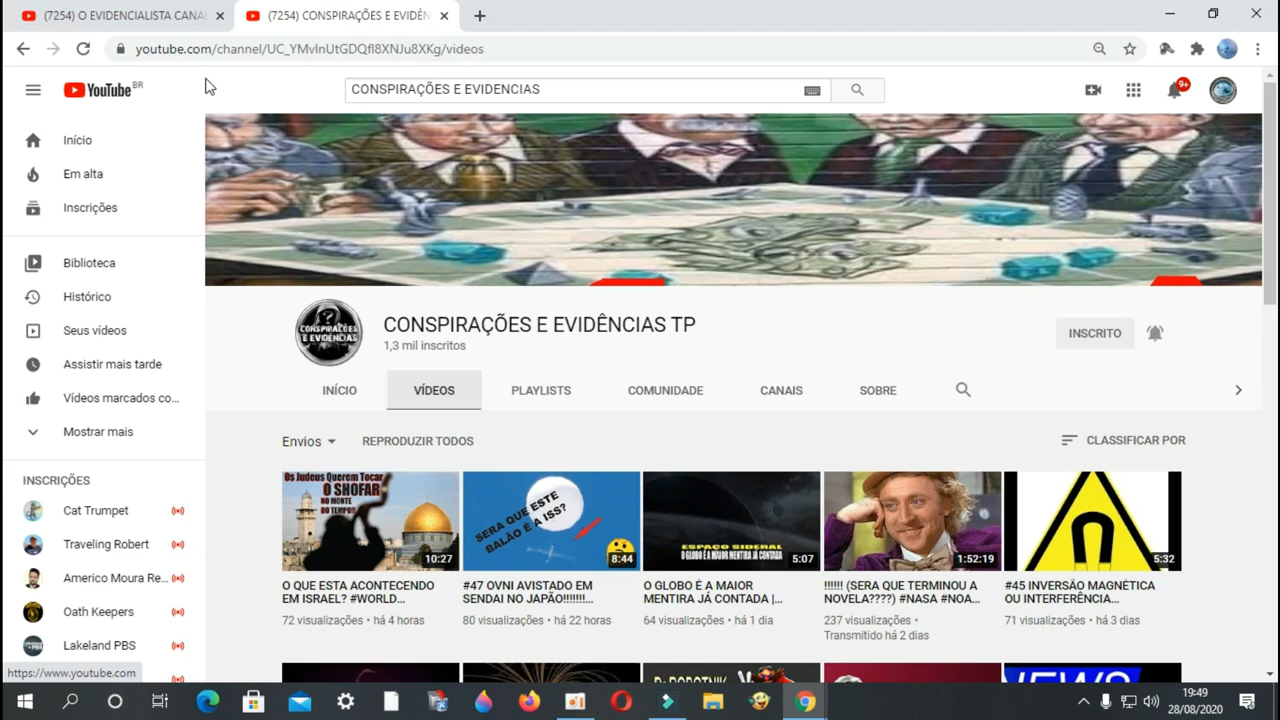 (7254) O EVIDENCIALISTA CANAL
(7254) CONSPIRAÇÕES E EVIDÊN
youtube.com/channel/UC_YMvInUtGDQfl8XNJu8XKg/videos
YouTube BR
CONSPIRAÇÕES E EVIDENCIAS
9+
Início
Em alta
Inscrições
Biblioteca
Histórico
Seus vídeos
Assistir mais tarde
Vídeos marcados co...
Mostrar mais
INSCRIÇÕES
Cat Trumpet
Traveling Robert
Americo Moura Re...
Oath Keepers
Lakeland PBS
https://www.youtube.com
CONSPIRAÇÕES
E EVIDÊNCIAS
CONSPIRAÇÕES E EVIDÊNCIAS TP
1,3 mil inscritos
INSCRITO
INÍCIO
VÍDEOS
PLAYLISTS
COMUNIDADE
CANAIS
SOBRE
Envios
REPRODUZIR TODOS
CLASSIFICAR POR
Os Judeus Querem Tocar
O SHOFAR
NO MONTE
DO TEMPLO
10:27
O QUE ESTA ACONTECENDO
EM ISRAEL? #WORLD...
72 visualizações • há 4 horas
SERA QUE ESTE
BALÃO É A ISS?
8:44
#47 OVNI AVISTADO EM
SENDAI NO JAPÃO!!!!!!!...
80 visualizações • há 22 horas
ESPAÇO SIDERAL
O GLOBO É A MAIOR MENTIRA JÁ CONTADA
5:07
O GLOBO É A MAIOR
MENTIRA JÁ CONTADA |...
64 visualizações • há 1 dia
1:52:19
!!!!!! (SERA QUE TERMINOU A
NOVELA????) #NASA #NOA...
237 visualizações •
Transmitido há 2 dias
5:32
#45 INVERSÃO MAGNÉTICA
OU INTERFERÊNCIA...
71 visualizações • há 3 dias
19:49
28/08/2020